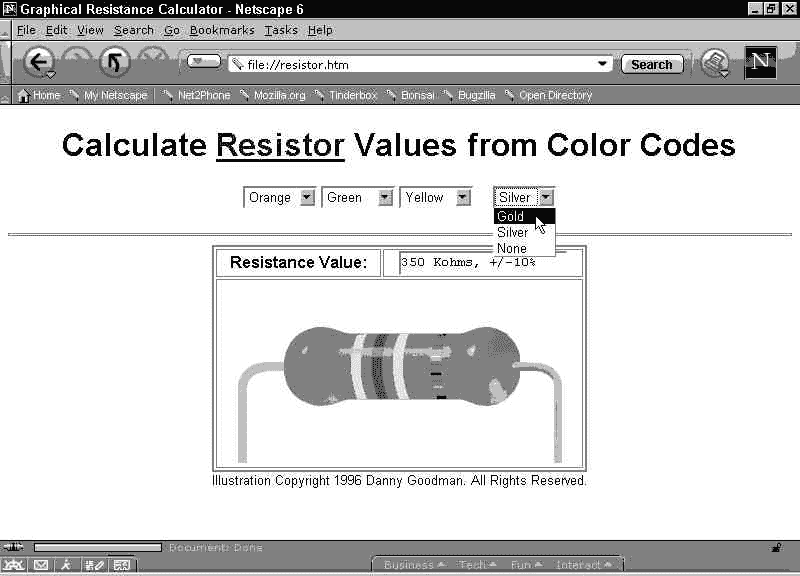 Graphical Resistance Calculator - Netscape 6
File Edit View Search Go Bookmarks Tasks Help
file://resistor.htm Search N
Home My Netscape Net2Phone Mozilla.org Tinderbox Bonsai Bugzilla Open Directory
Calculate Resistor Values from Color Codes
Orange Green Yellow Silver
Gold
Silver
None
Resistance Value: 350 Kohms, +/-10%
Illustration Copyright 1996 Danny Goodman. All Rights Reserved.
Document: Done
Business Tech Fun Interact